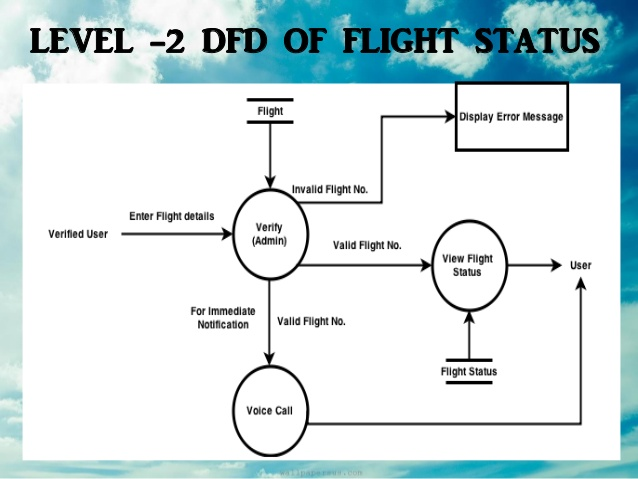 LEVEL -2 DFD OF FLIGHT STATUS
Flight
Display Error Message
Invalid Flight No.
Enter Flight details
Verified User
Verify
(Admin)
Valid Flight No.
View Flight
Status
User
For Immediate
Notification
Valid Flight No.
Flight Status
Voice Call